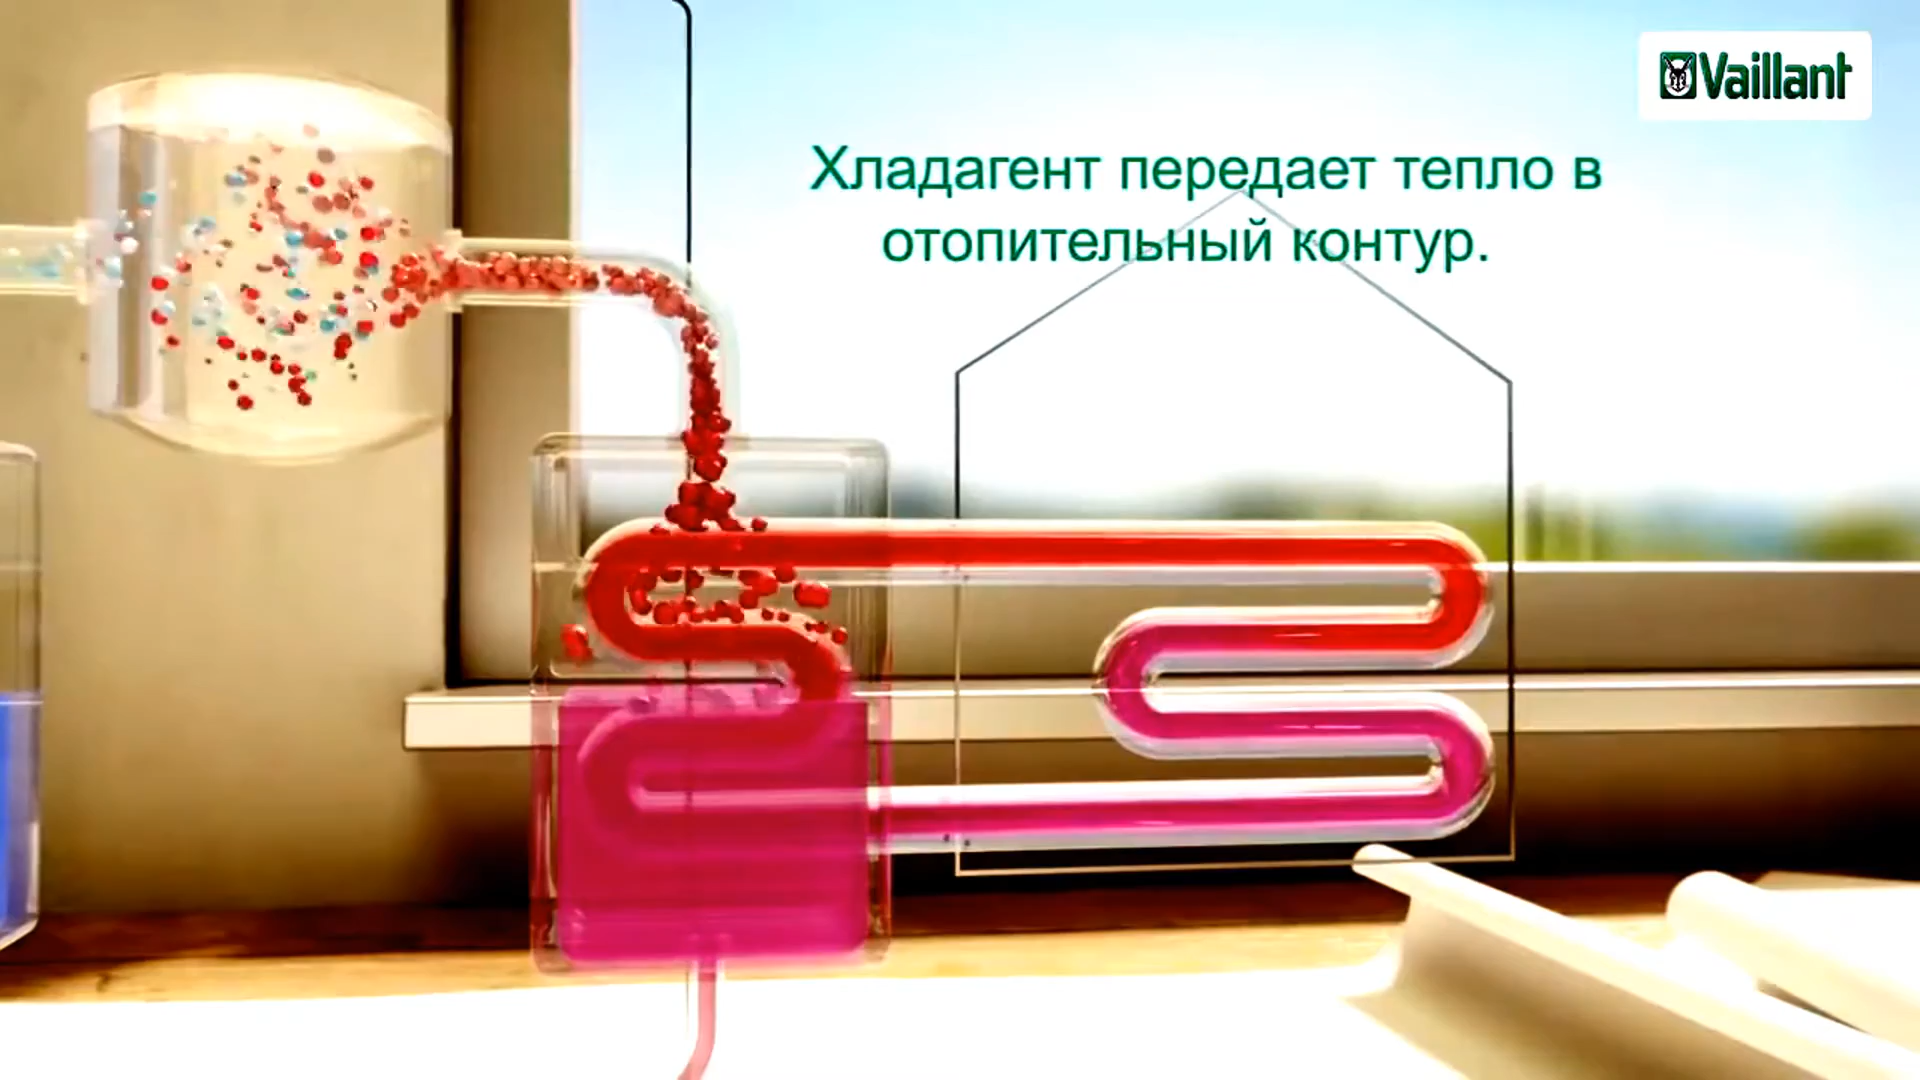 Vaillant
Хладагент передает тепло в
отопительный контур.